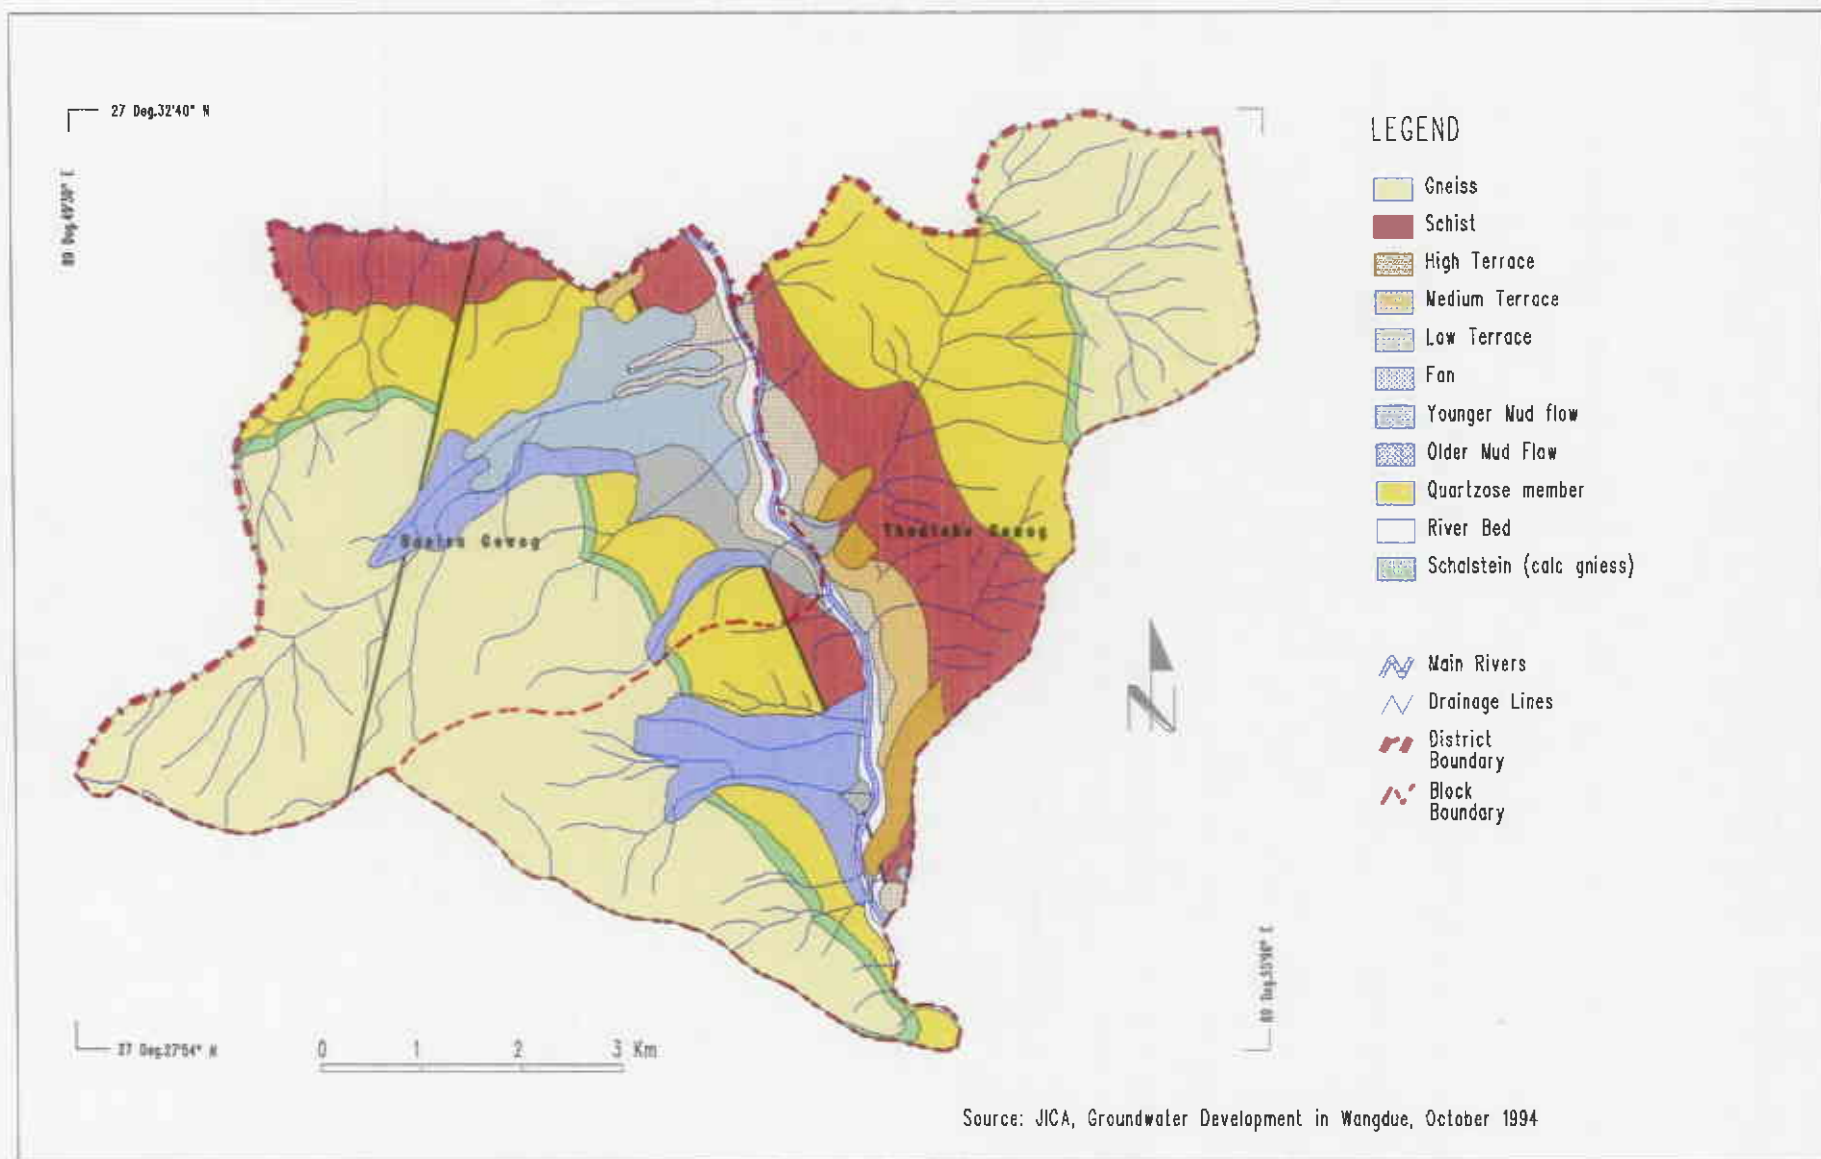 27 Deg.32'40" N
LEGEND
Gneiss
Schist
High Terrace
Medium Terrace
Low Terrace
Fan
Younger Mud flow
Older Mud Flow
Quartzose member
River Bed
Schalstein (calc gniess)
Main Rivers
Drainage Lines
District
Boundary
Block
Boundary
Gewog
Gewog
27 Deg.27'54" N
0 1 2 3 Km
Source: JICA, Groundwater Development in Wangdue, October 1994